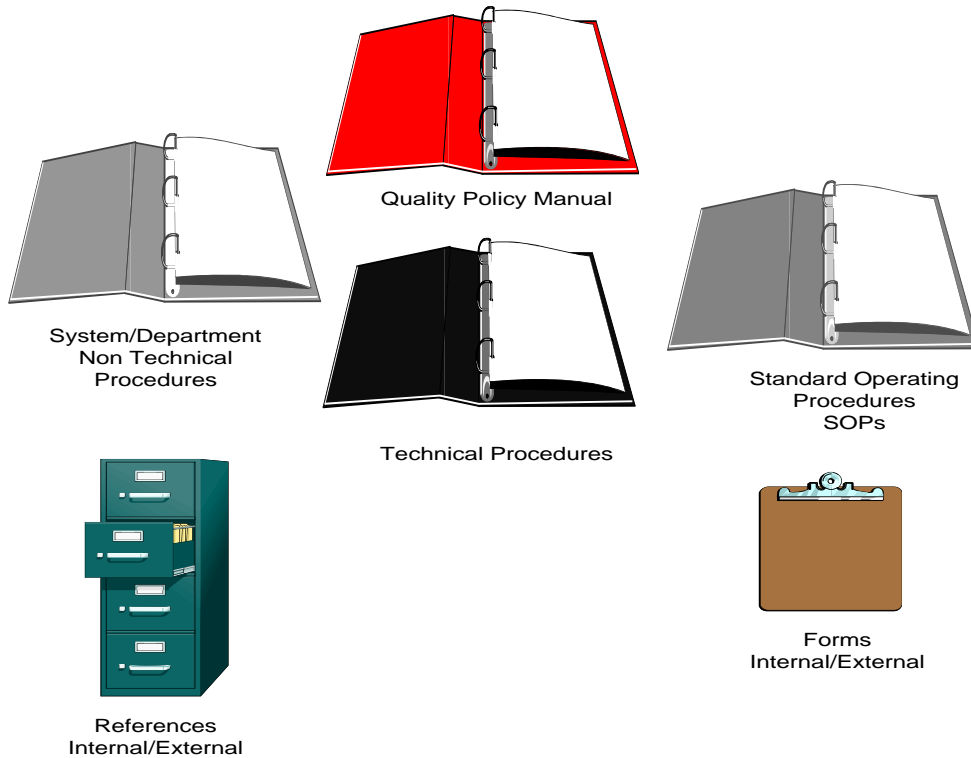 Quality Policy Manual
System/Department
Non Technical
Procedures
Standard Operating
Procedures
SOPs
Technical Procedures
References
Internal/External
Forms
Internal/External